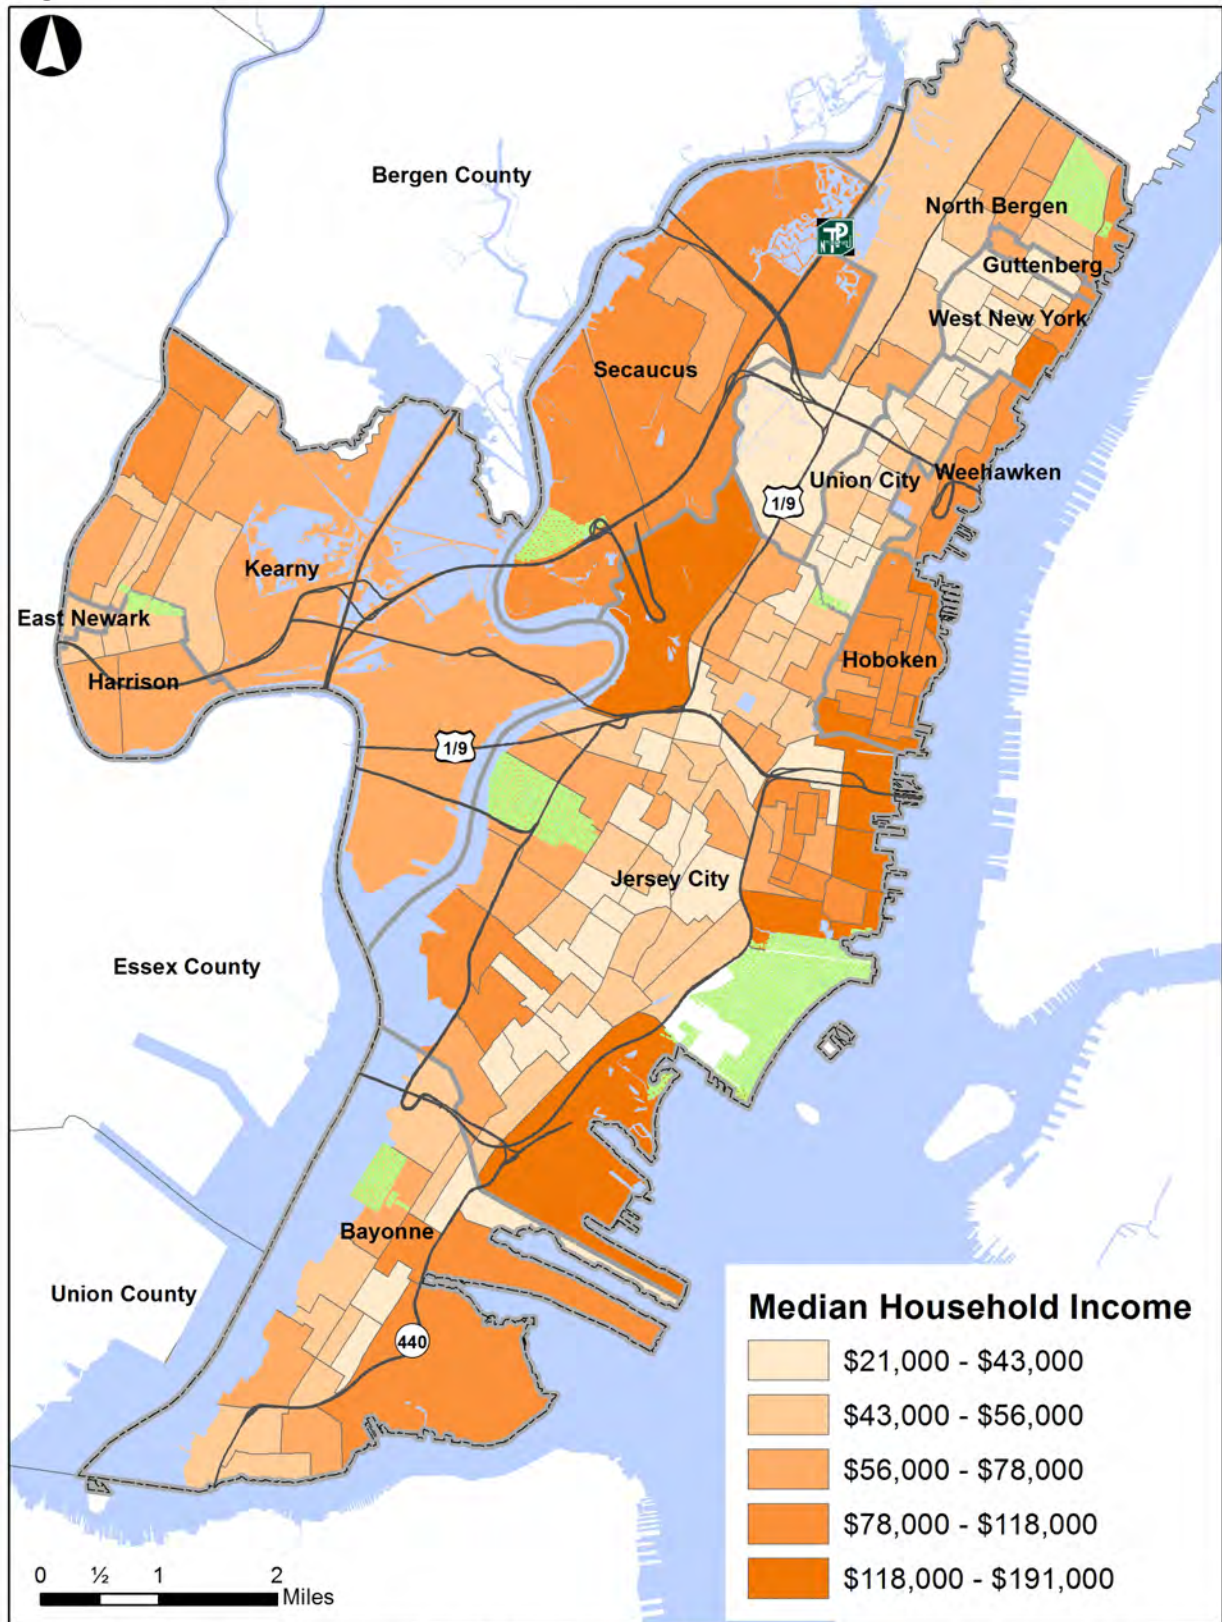 Bergen County
North Bergen
Guttenberg
West New York
Secaucus
Union City
Weehawken
1/9
Kearny
East Newark
Harrison
Hoboken
1/9
Jersey City
Essex County
Bayonne
Union County
440
Median Household Income
$21,000 - $43,000
$43,000 - $56,000
$56,000 - $78,000
$78,000 - $118,000
$118,000 - $191,000
0 ½ 1 2
Miles